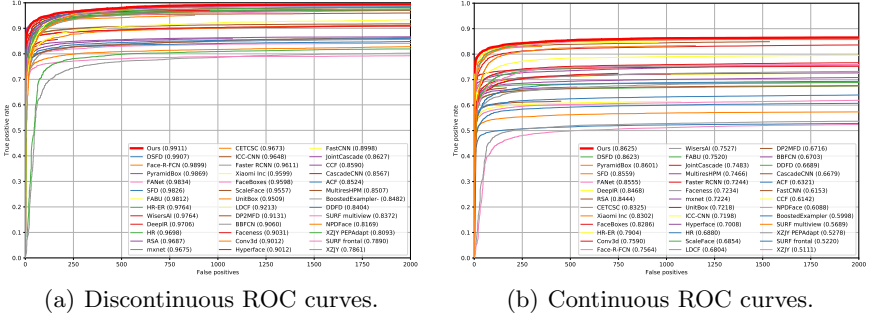 1.0
0.9
0.8
0.7
0.6
0.5
0.4
0.3
0.2
0.1
0.0
True positive rate
0 250 500 750 1000 1250 1500 1750 2000
False positives
Ours (0.9911)
DSFD (0.9907)
Face-R-FCN (0.9899)
PyramidBox (0.9869)
FANet (0.9834)
SFD (0.9826)
FABU (0.9812)
HR-ER (0.9764)
WisersAI (0.9764)
DeepIR (0.9706)
HR (0.9698)
RSA (0.9687)
mxnet (0.9675)
CETCSC (0.9673)
ICC-CNN (0.9648)
Faster RCNN (0.9611)
Xiaomi Inc (0.9599)
FaceBoxes (0.9598)
ScaleFace (0.9557)
UnitBox (0.9509)
LDCF (0.9213)
DP2MFD (0.9131)
BBFCN (0.9060)
Faceness (0.9031)
Conv3d (0.9012)
Hyperface (0.9012)
FastCNN (0.8998)
JointCascade (0.8627)
CCF (0.8590)
CascadeCNN (0.8567)
ACF (0.8524)
MultiresHPM (0.8507)
BoostedExampler- (0.8482)
DDFD (0.8404)
SURF multiview (0.8372)
NPDFace (0.8169)
XZJY PEPAdapt (0.8093)
SURF frontal (0.7890)
XZJY (0.7861)
(a) Discontinuous ROC curves.
1.0
0.9
0.8
0.7
0.6
0.5
0.4
0.3
0.2
0.1
0.0
True positive rate
0 250 500 750 1000 1250 1500 1750 2000
False positives
Ours (0.8625)
DSFD (0.8623)
PyramidBox (0.8601)
SFD (0.8559)
FANet (0.8555)
DeepIR (0.8468)
RSA (0.8444)
CETCSC (0.8325)
Xiaomi Inc (0.8302)
FaceBoxes (0.8286)
HR-ER (0.7904)
Conv3d (0.7590)
Face-R-FCN (0.7564)
WisersAI (0.7527)
FABU (0.7520)
JointCascade (0.7483)
MultiresHPM (0.7466)
Faster RCNN (0.7244)
Faceness (0.7234)
mxnet (0.7224)
UnitBox (0.7218)
ICC-CNN (0.7198)
Hyperface (0.7008)
HR (0.6880)
ScaleFace (0.6854)
LDCF (0.6804)
DP2MFD (0.6716)
BBFCN (0.6703)
DDFD (0.6689)
CascadeCNN (0.6679)
ACF (0.6321)
FastCNN (0.6153)
CCF (0.6142)
NPDFace (0.6088)
BoostedExampler (0.5998)
SURF multiview (0.5689)
XZJY PEPAdapt (0.5278)
SURF frontal (0.5220)
XZJY (0.5111)
(b) Continuous ROC curves.